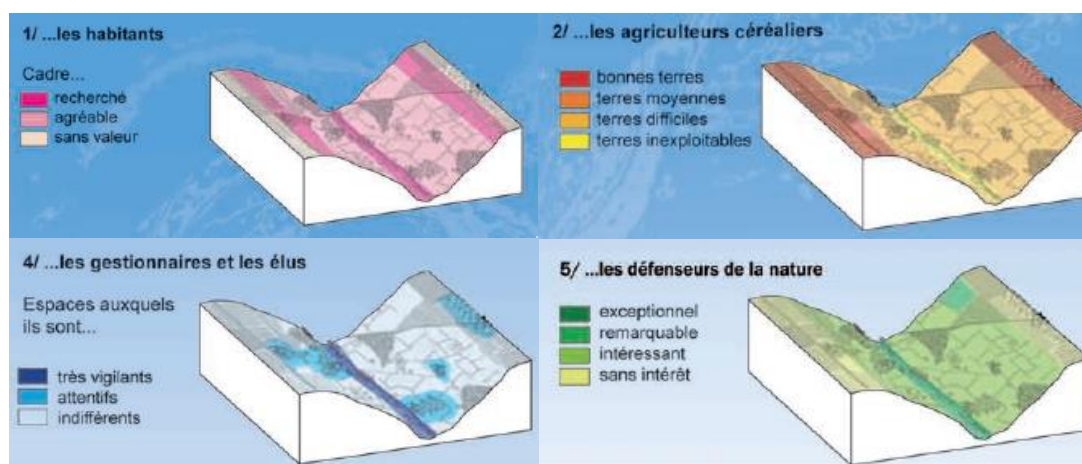 1/ ...les habitants
Cadre...
recherché
agréable
sans valeur
2/ ...les agriculteurs céréaliers
bonnes terres
terres moyennes
terres difficiles
terres inexploitables
4/ ...les gestionnaires et les élus
Espaces auxquels
ils sont...
très vigilants
attentifs
indifférents
5/ ...les défenseurs de la nature
exceptionnel
remarquable
intéressant
sans intérêt